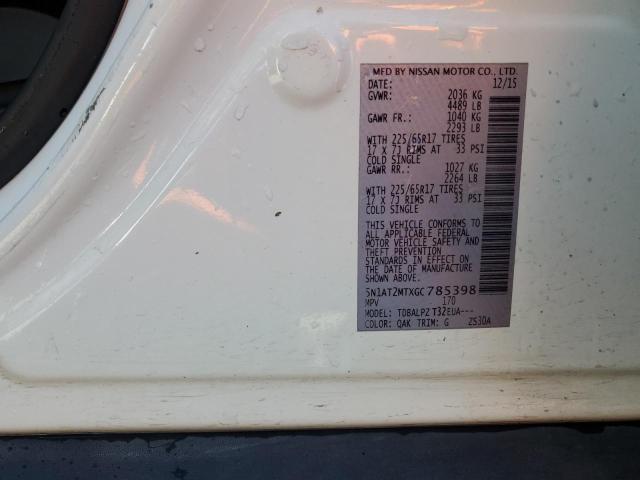 MFD BY NISSAN MOTOR CO., LTD.
DATE: 12/15
GVWR: 2036 KG
4489 LB
GAWR FR.: 1040 KG
2293 LB
WITH 225/65R17 TIRES
17 X 7J RIMS AT 33 PSI
COLD SINGLE
GAWR RR.: 1027 KG
2264 LB
WITH 225/65R17 TIRES
17 X 7J RIMS AT 33 PSI
COLD SINGLE
THIS VEHICLE CONFORMS TO
ALL APPLICABLE FEDERAL
MOTOR VEHICLE SAFETY AND
THEFT PREVENTION
STANDARDS IN EFFECT ON
THE DATE OF MANUFACTURE
SHOWN ABOVE.
5N1AT2MTXGC785398
MPV 170
MODEL: TDBALPZ T32EUA---
COLOR: QAK TRIM: G ZS30A